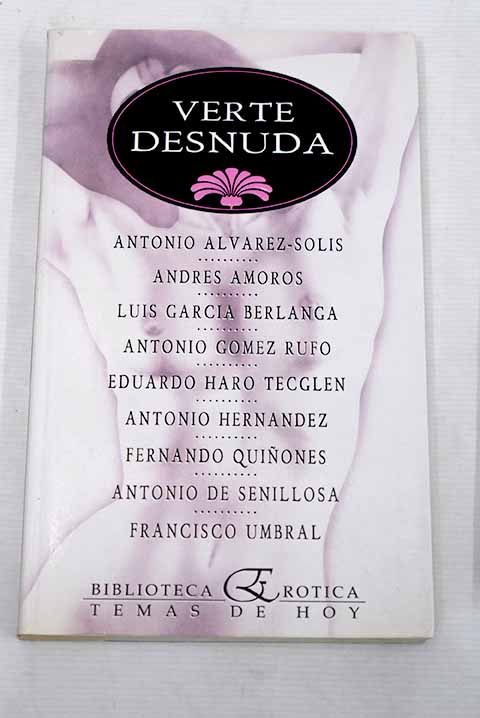 VERTE
DESNUDA
ANTONIO ALVAREZ-SOLIS
ANDRES AMOROS
LUIS GARCIA BERLANGA
ANTONIO GOMEZ RUFO
EDUARDO HARO TECGLEN
ANTONIO HERNANDEZ
FERNANDO QUIÑONES
ANTONIO DE SENILLOSA
FRANCISCO UMBRAL
BIBLIOTECA EROTICA
TEMAS DE HOY